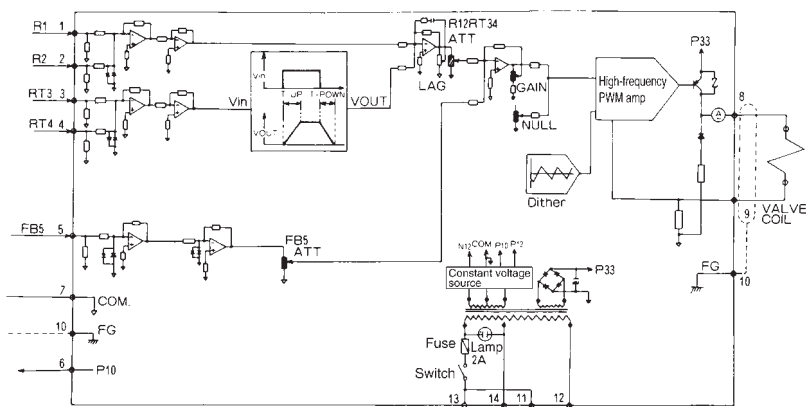 R1 1
R2 2
RT3 3
RT4 4
Vin
Vin
T-UP T-DOWN
VOUT
VOUT
R12RT34
ATT
LAG
GAIN
NULL
High-frequency
PWM amp
P33
A
8
VALVE
COIL
9
Dither
FB5 5
FB5
ATT
N12 COM P10 P12
Constant voltage
source
P33
FG
10
7
COM.
10
FG
6
P10
Fuse
Lamp
2A
Switch
13 14 11 12